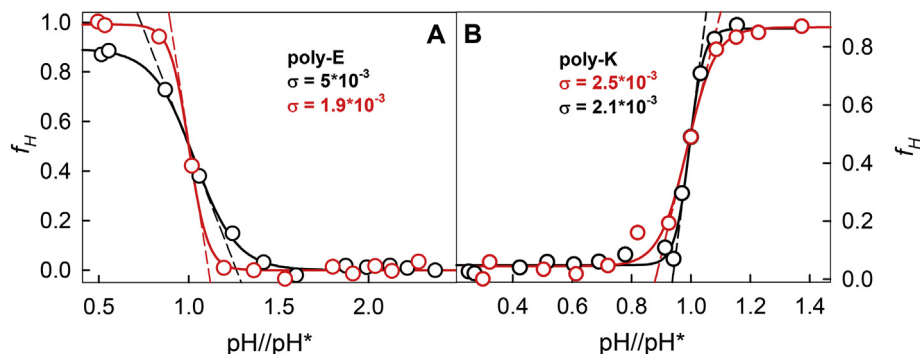 A
B
poly-E
σ = 5*10⁻³
σ = 1.9*10⁻³
poly-K
σ = 2.5*10⁻³
σ = 2.1*10⁻³
f_H
1.0
0.8
0.6
0.4
0.2
0.0
0.5 1.0 1.5 2.0
pH//pH*
0.4 0.6 0.8 1.0 1.2 1.4
pH//pH*
0.8
0.6
0.4
0.2
0.0
f_H